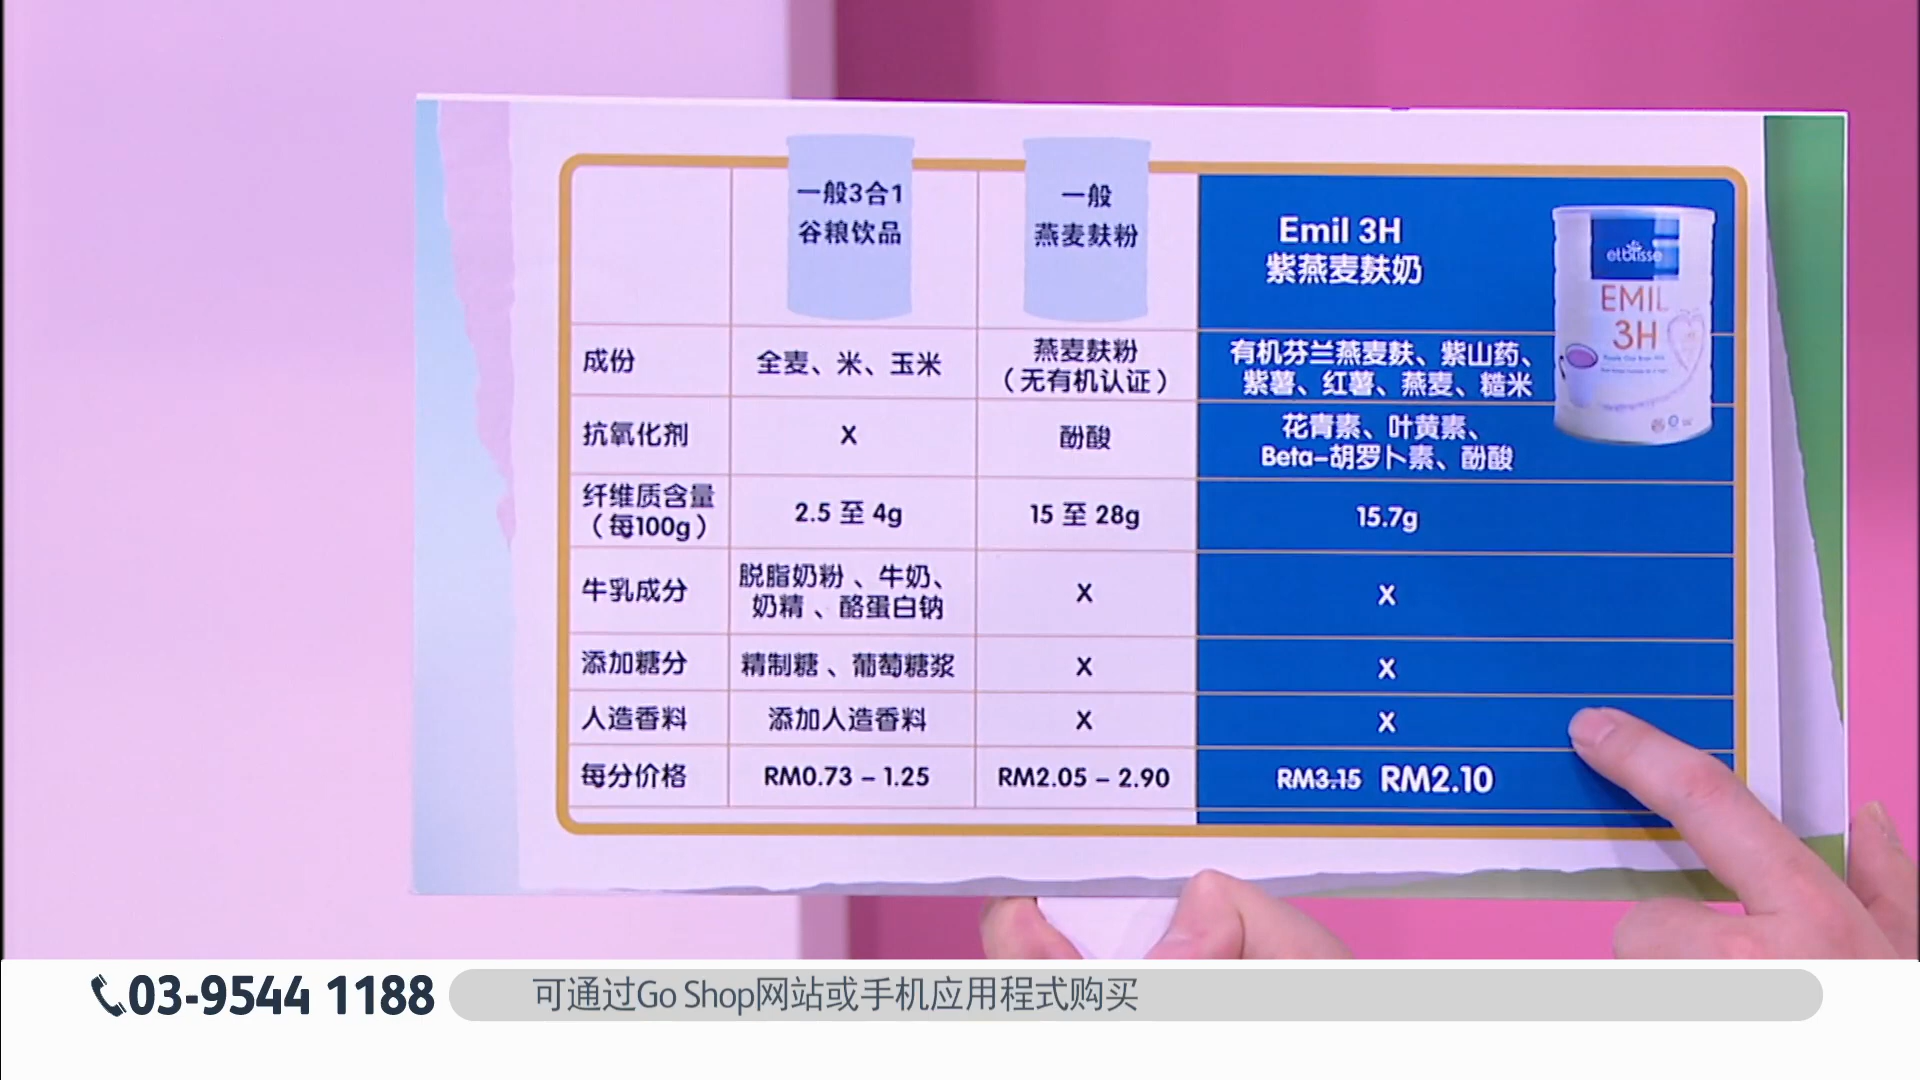 一般3合1
谷粮饮品
一般
燕麦麸粉
Emil 3H
紫燕麦麸奶
elblisse
EMIL
3H
成份
全麦、米、玉米
燕麦麸粉
（无有机认证）
有机芬兰燕麦麸、紫山药、
紫薯、红薯、燕麦、糙米
抗氧化剂
X
酚酸
花青素、叶黄素、
Beta-胡罗卜素、酚酸
纤维质含量
（每100g）
2.5 至 4g
15 至 28g
15.7g
牛乳成分
脱脂奶粉、牛奶、
奶精、酪蛋白钠
X
X
添加糖分
精制糖、葡萄糖浆
X
X
人造香料
添加人造香料
X
X
每分价格
RM0.73 – 1.25
RM2.05 – 2.90
RM3.15 RM2.10
03-9544 1188
可通过Go Shop网站或手机应用程式购买